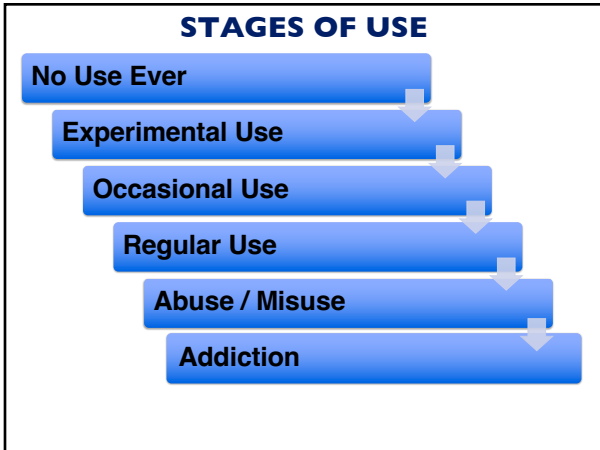 STAGES OF USE
No Use Ever
Experimental Use
Occasional Use
Regular Use
Abuse / Misuse
Addiction